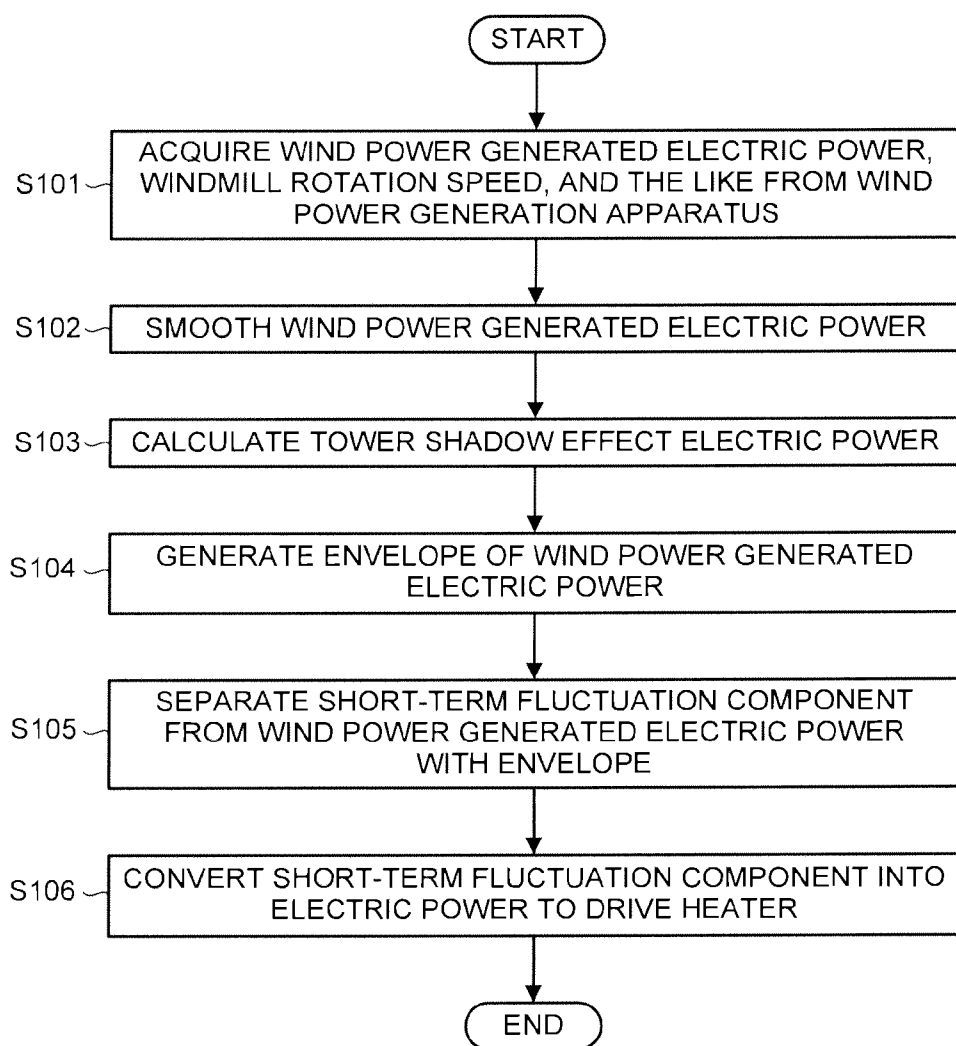 START
S101
ACQUIRE WIND POWER GENERATED ELECTRIC POWER,
WINDMILL ROTATION SPEED, AND THE LIKE FROM WIND
POWER GENERATION APPARATUS
S102
SMOOTH WIND POWER GENERATED ELECTRIC POWER
S103
CALCULATE TOWER SHADOW EFFECT ELECTRIC POWER
S104
GENERATE ENVELOPE OF WIND POWER GENERATED
ELECTRIC POWER
S105
SEPARATE SHORT-TERM FLUCTUATION COMPONENT
FROM WIND POWER GENERATED ELECTRIC POWER
WITH ENVELOPE
S106
CONVERT SHORT-TERM FLUCTUATION COMPONENT INTO
ELECTRIC POWER TO DRIVE HEATER
END